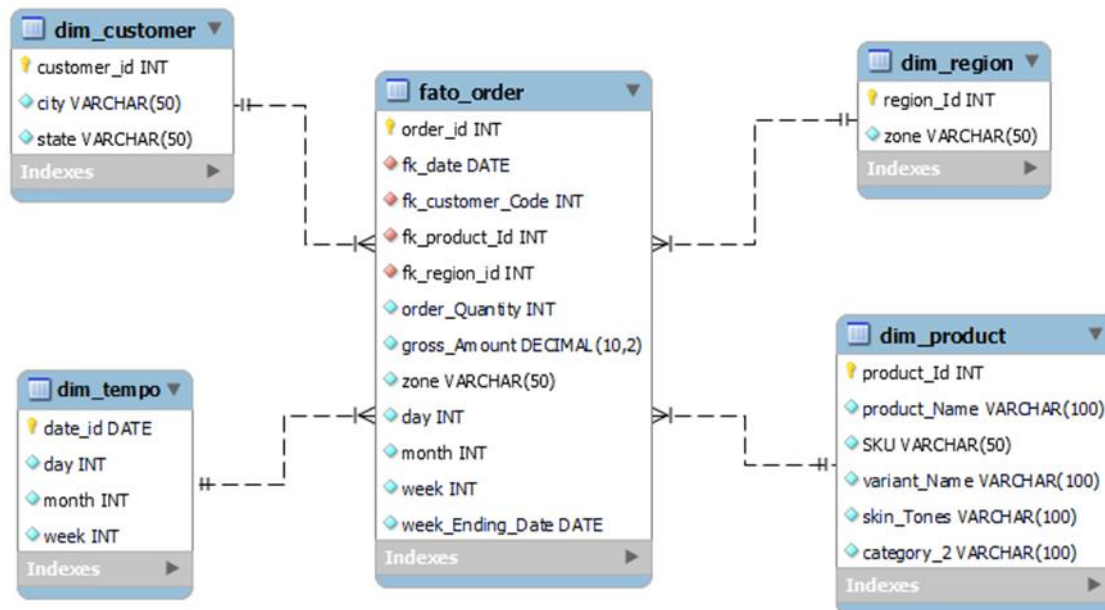 dim_customer
customer_id INT
city VARCHAR(50)
state VARCHAR(50)
Indexes
fato_order
order_id INT
fk_date DATE
fk_customer_Code INT
fk_product_Id INT
fk_region_id INT
order_Quantity INT
gross_Amount DECIMAL(10,2)
zone VARCHAR(50)
day INT
month INT
week INT
week_Ending_Date DATE
Indexes
dim_region
region_Id INT
zone VARCHAR(50)
Indexes
dim_tempo
date_id DATE
day INT
month INT
week INT
Indexes
dim_product
product_Id INT
product_Name VARCHAR(100)
SKU VARCHAR(50)
variant_Name VARCHAR(100)
skin_Tones VARCHAR(100)
category_2 VARCHAR(100)
Indexes